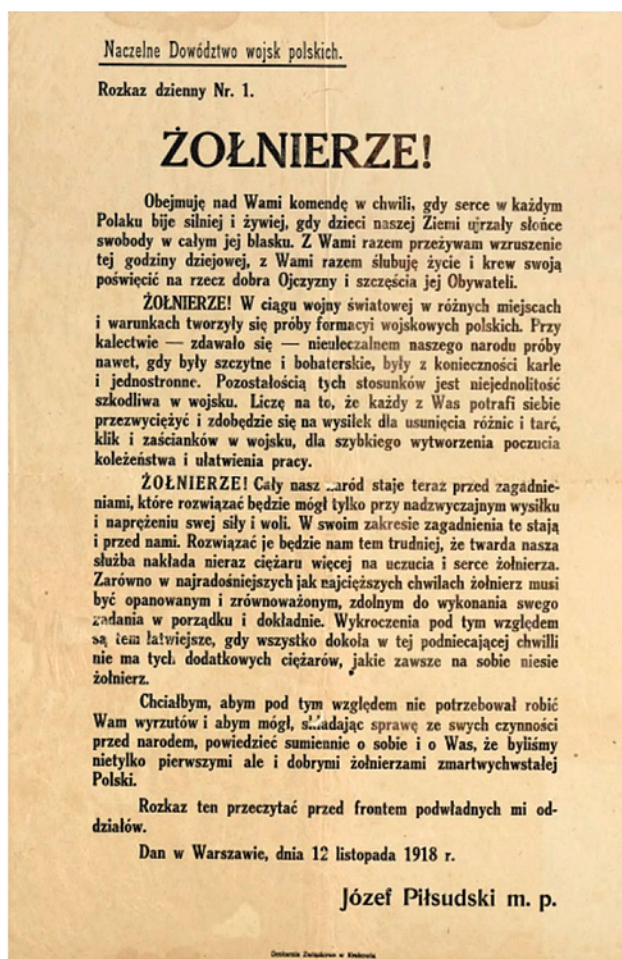 Naczelne Dowództwo wojsk polskich.
Rozkaz dzienny Nr. 1.
ŻOŁNIERZE!
Obejmuję nad Wami komendę w chwili, gdy serce w każdym
Polaku bije silniej i żywiej, gdy dzieci naszej Ziemi ujrzały słońce
swobody w całym jej blasku. Z Wami razem przeżywam wzruszenie
tej godziny dziejowej, z Wami razem ślubuję życie i krew swoją
poświęcić na rzecz dobra Ojczyzny i szczęścia jej Obywateli.
ŻOŁNIERZE! W ciągu wojny światowej w różnych miejscach
i warunkach tworzyły się próby formacyi wojskowych polskich. Przy
kalectwie — zdawało się — nieuleczalnem naszego narodu próby
nawet, gdy były szczytne i bohaterskie, były z konieczności karle
i jednostronne. Pozostałością tych stosunków jest niejednolitość
szkodliwa w wojsku. Liczę na to, że każdy z Was potrafi siebie
przezwyciężyć i zdobędzie się na wysiłek dla usunięcia różnic i tarć,
klik i zaścianków w wojsku, dla szybkiego wytworzenia poczucia
koleżeństwa i ułatwienia pracy.
ŻOŁNIERZE! Cały nasz naród staje teraz przed zagadnie-
niami, które rozwiązać będzie mógł tylko przy nadzwyczajnym wysiłku
i naprężeniu swej siły i woli. W swoim zakresie zagadnienia te stają
i przed nami. Rozwiązać je będzie nam tem trudniej, że twarda nasza
służba nakłada nieraz ciężaru więcej na uczucia i serce żołnierza.
Zarówno w najradośniejszych jak najcięższych chwilach żołnierz musi
być opanowanym i zrównoważonym, zdolnym do wykonania swego
zadania w porządku i dokładnie. Wykroczenia pod tym względem
są tem łatwiejsze, gdy wszystko dokoła w tej podniecającej chwilli
nie ma tych dodatkowych ciężarów, jakie zawsze na sobie niesie
żołnierz.
Chciałbym, abym pod tym względem nie potrzebował robić
Wam wyrzutów i abym mógł, składając sprawę ze swych czynności
przed narodem, powiedzieć sumiennie o sobie i o Was, że byliśmy
nietylko pierwszymi ale i dobrymi żołnierzami zmartwychwstałej
Polski.
Rozkaz ten przeczytać przed frontem podwładnych mi od-
działów.
Dan w Warszawie, dnia 12 listopada 1918 r.
Józef Piłsudski m. p.
Drukarnia Związkowa w Krakowie